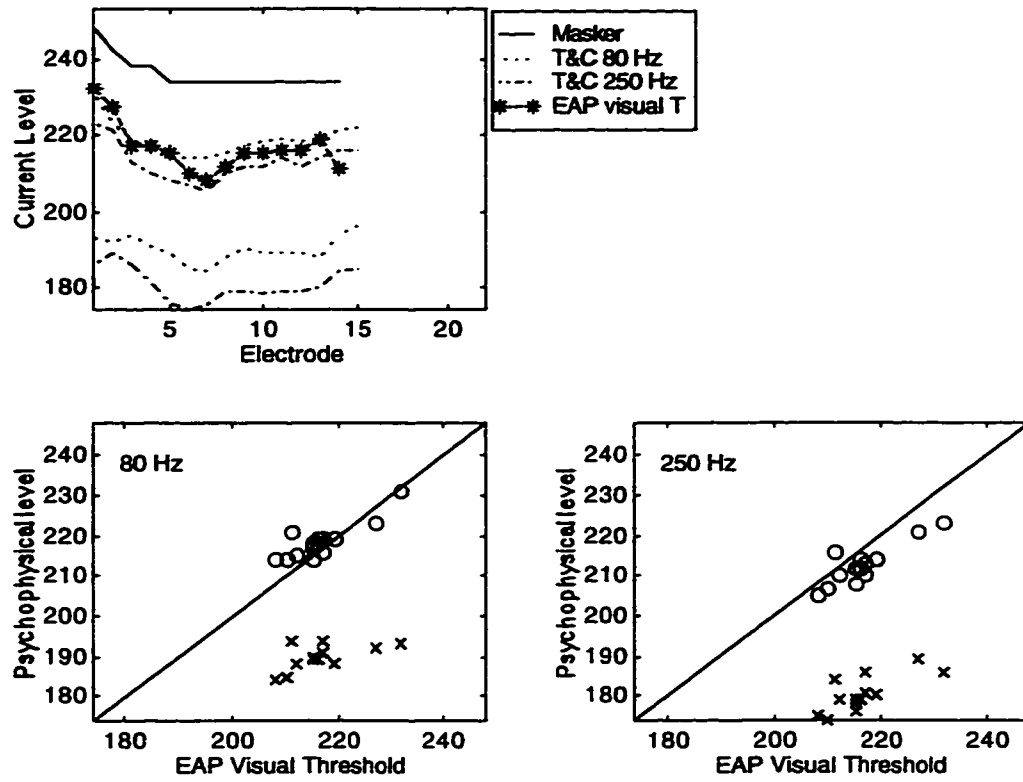 Masker
T&C 80 Hz
T&C 250 Hz
EAP visual T
Current Level
240
220
200
180
5 10 15 20
Electrode
80 Hz
Psychophysical level
240
230
220
210
200
190
180
180 200 220 240
EAP Visual Threshold
250 Hz
Psychophysical level
240
230
220
210
200
190
180
180 200 220 240
EAP Visual Threshold